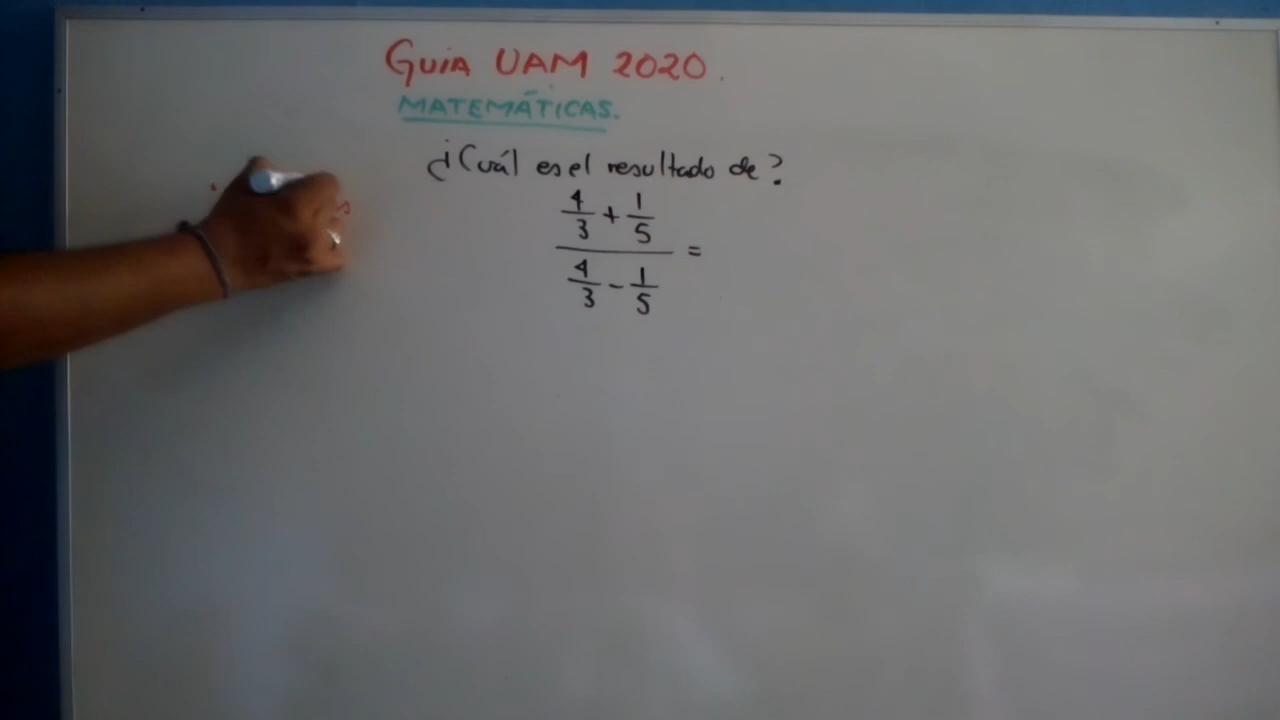 GUIA UAM 2020.
MATEMÁTICAS.
¿Cuál es el resultado de?
4/3 + 1/5
4/3 - 1/5 =